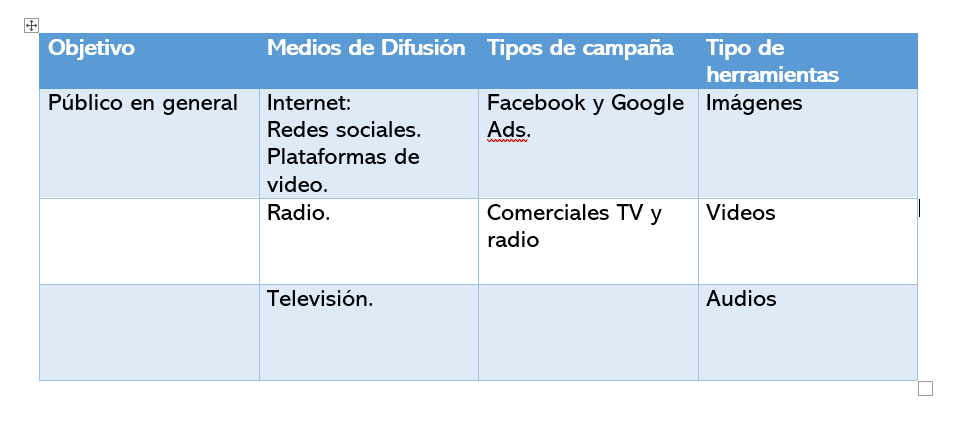 Objetivo
Medios de Difusión
Tipos de campaña
Tipo de
herramientas
Público en general
Internet:
Redes sociales.
Plataformas de
video.
Facebook y Google
Ads.
Imágenes
Radio.
Comerciales TV y
radio
Videos
Televisión.
Audios